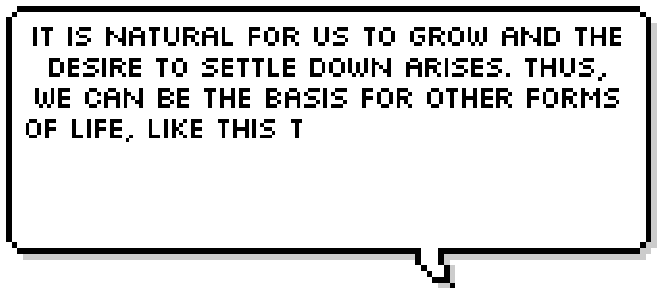 IT IS NATURAL FOR US TO GROW AND THE
DESIRE TO SETTLE DOWN ARISES. THUS,
WE CAN BE THE BASIS FOR OTHER FORMS
OF LIFE, LIKE THIS T